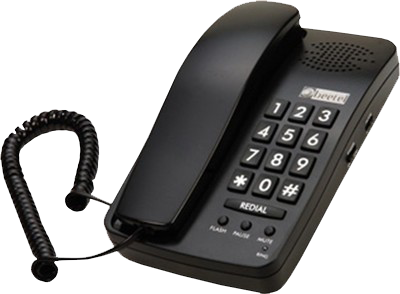 beetel
1 2 3
4 5 6
7 8 9
* 0 #
REDIAL
FLASH PAUSE MUTE
RING